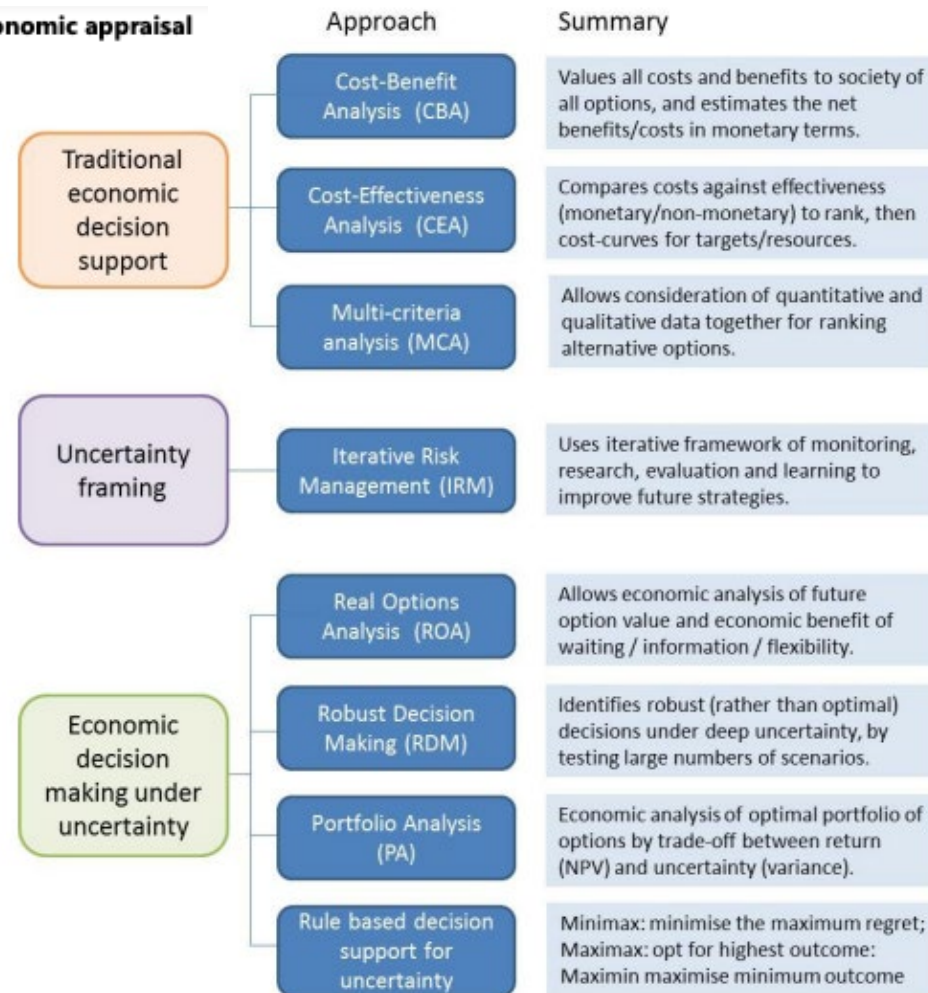 onomic appraisal
Approach
Summary
Traditional
economic
decision
support
Cost-Benefit
Analysis (CBA)
Values all costs and benefits to society of
all options, and estimates the net
benefits/costs in monetary terms.
Cost-Effectiveness
Analysis (CEA)
Compares costs against effectiveness
(monetary/non-monetary) to rank, then
cost-curves for targets/resources.
Multi-criteria
analysis (MCA)
Allows consideration of quantitative and
qualitative data together for ranking
alternative options.
Uncertainty
framing
Iterative Risk
Management (IRM)
Uses iterative framework of monitoring,
research, evaluation and learning to
improve future strategies.
Economic
decision
making under
uncertainty
Real Options
Analysis (ROA)
Allows economic analysis of future
option value and economic benefit of
waiting / information / flexibility.
Robust Decision
Making (RDM)
Identifies robust (rather than optimal)
decisions under deep uncertainty, by
testing large numbers of scenarios.
Portfolio Analysis
(PA)
Economic analysis of optimal portfolio of
options by trade-off between return
(NPV) and uncertainty (variance).
Rule based decision
support for
uncertainty
Minimax: minimise the maximum regret;
Maximax: opt for highest outcome:
Maximin maximise minimum outcome